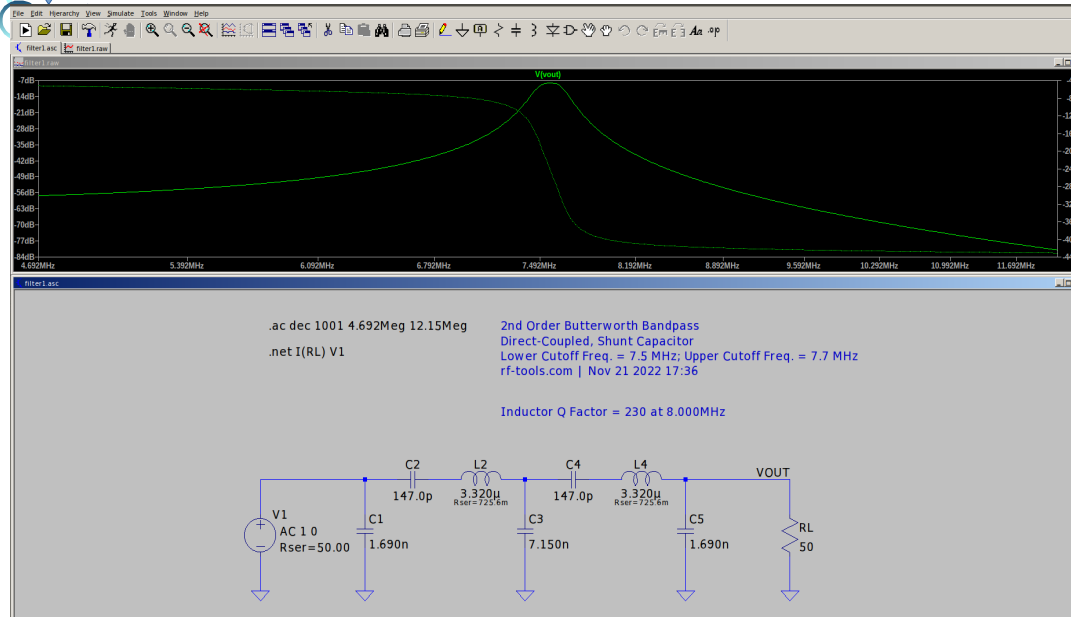 File Edit Hierarchy View Simulate Tools Window Help
filter1.asc filter1.raw
filter1.raw
V(vout)
-7dB
-14dB
-21dB
-28dB
-35dB
-42dB
-49dB
-56dB
-63dB
-70dB
-77dB
-84dB
4.692MHz 5.392MHz 6.092MHz 6.792MHz 7.492MHz 8.192MHz 8.892MHz 9.592MHz 10.292MHz 10.992MHz 11.692MHz
filter1.asc
.ac dec 1001 4.692Meg 12.15Meg
.net I(RL) V1
2nd Order Butterworth Bandpass
Direct-Coupled, Shunt Capacitor
Lower Cutoff Freq. = 7.5 MHz; Upper Cutoff Freq. = 7.7 MHz
rf-tools.com | Nov 21 2022 17:36
Inductor Q Factor = 230 at 8.000MHz
C2 L2 C4 L4 VOUT
147.0p 3.320µ 147.0p 3.320µ
Rser=725.6m Rser=725.6m
V1 C1 C3 C5 RL
AC 1 0
Rser=50.00 1.690n 7.150n 1.690n 50